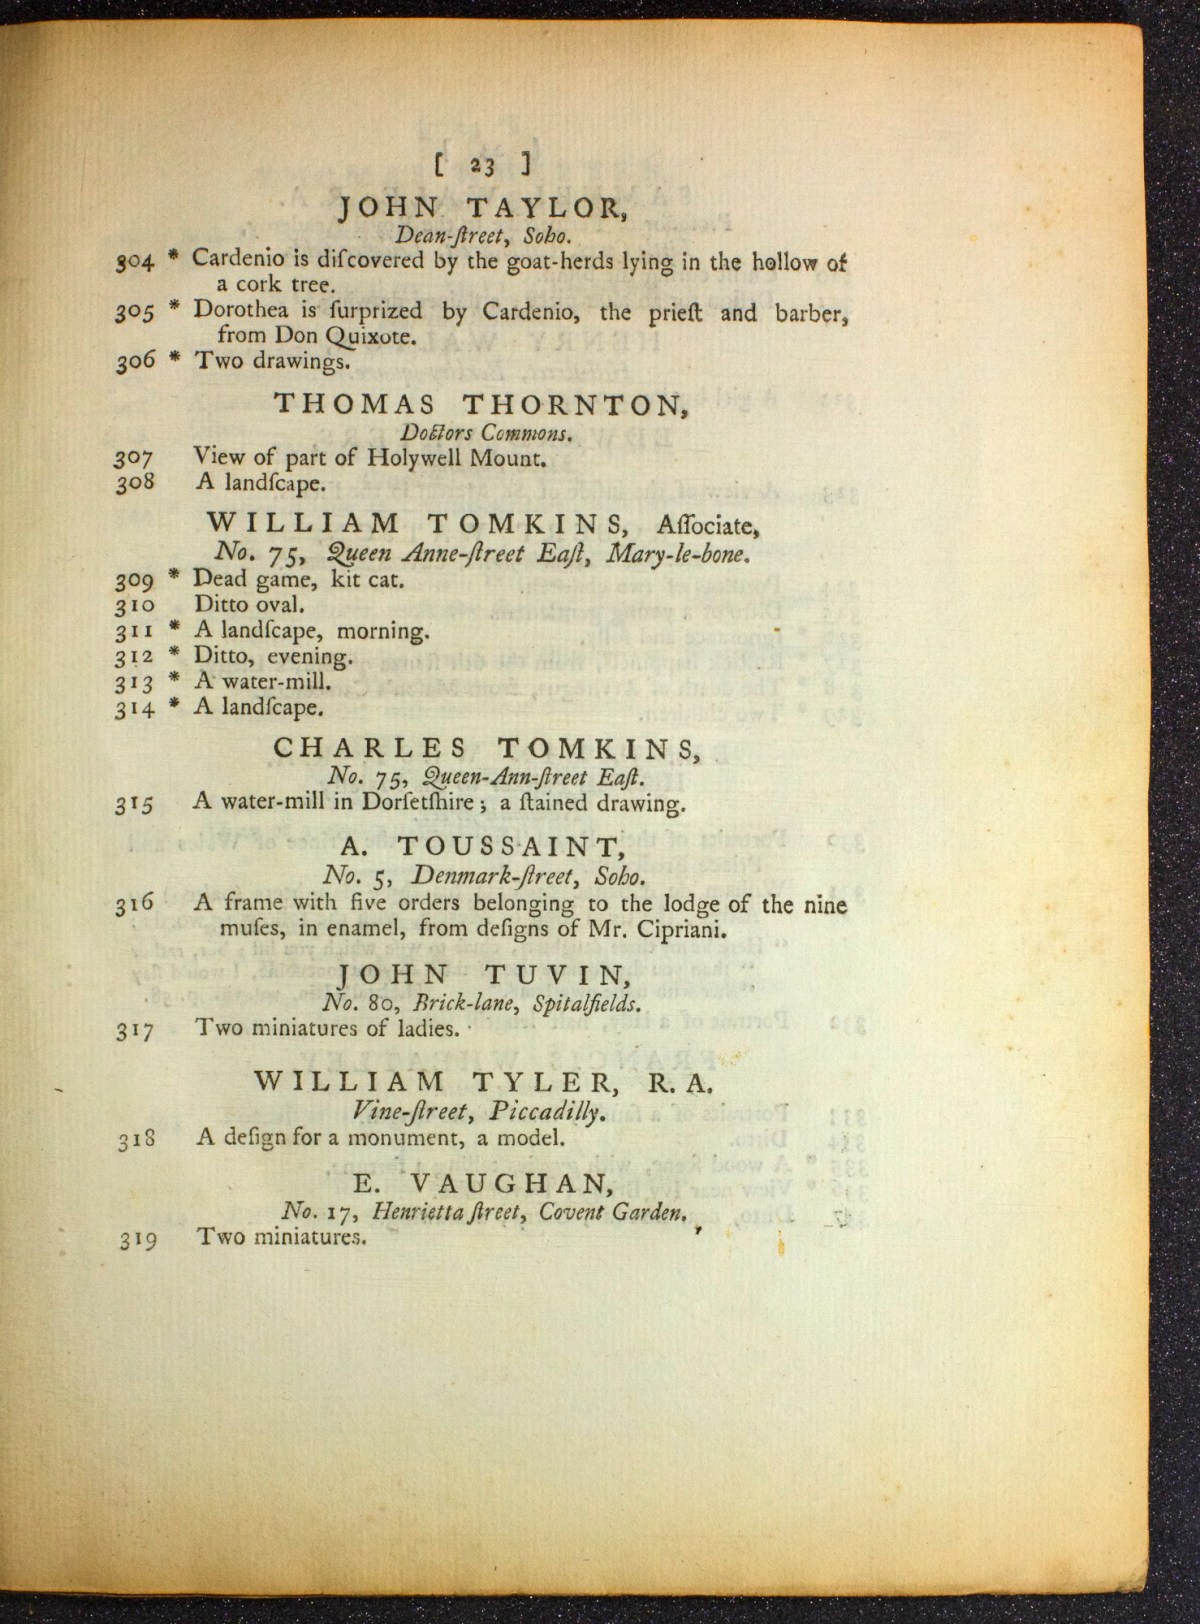 [ 23 ]
JOHN TAYLOR,
Dean-ſtreet, Soho.
304 * Cardenio is diſcovered by the goat-herds lying in the hollow of
a cork tree.
305 * Dorothea is ſurprized by Cardenio, the prieſt and barber,
from Don Quixote.
306 * Two drawings.
THOMAS THORNTON,
Doctors Commons.
307 View of part of Holywell Mount.
308 A landſcape.
WILLIAM TOMKINS, Aſſociate,
No. 75, Queen Anne-ſtreet Eaſt, Mary-le-bone.
309 * Dead game, kit cat.
310 Ditto oval.
311 * A landſcape, morning.
312 * Ditto, evening.
313 * A water-mill.
314 * A landſcape.
CHARLES TOMKINS,
No. 75, Queen-Ann-ſtreet Eaſt.
315 A water-mill in Dorſetſhire; a ſtained drawing.
A. TOUSSAINT,
No. 5, Denmark-ſtreet, Soho.
316 A frame with five orders belonging to the lodge of the nine
muſes, in enamel, from deſigns of Mr. Cipriani.
JOHN TUVIN,
No. 80, Brick-lane, Spitalfields.
317 Two miniatures of ladies.
WILLIAM TYLER, R. A.
Vine-ſtreet, Piccadilly.
318 A deſign for a monument, a model.
E. VAUGHAN,
No. 17, Henrietta ſtreet, Covent Garden.
319 Two miniatures.